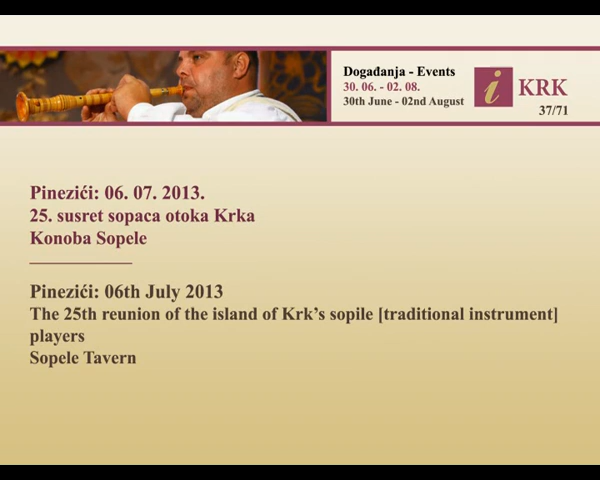 Događanja - Events
30. 06. - 02. 08.
30th June - 02nd August
i KRK
37/71
Pinezići: 06. 07. 2013.
25. susret sopaca otoka Krka
Konoba Sopele
Pinezići: 06th July 2013
The 25th reunion of the island of Krk's sopile [traditional instrument]
players
Sopele Tavern